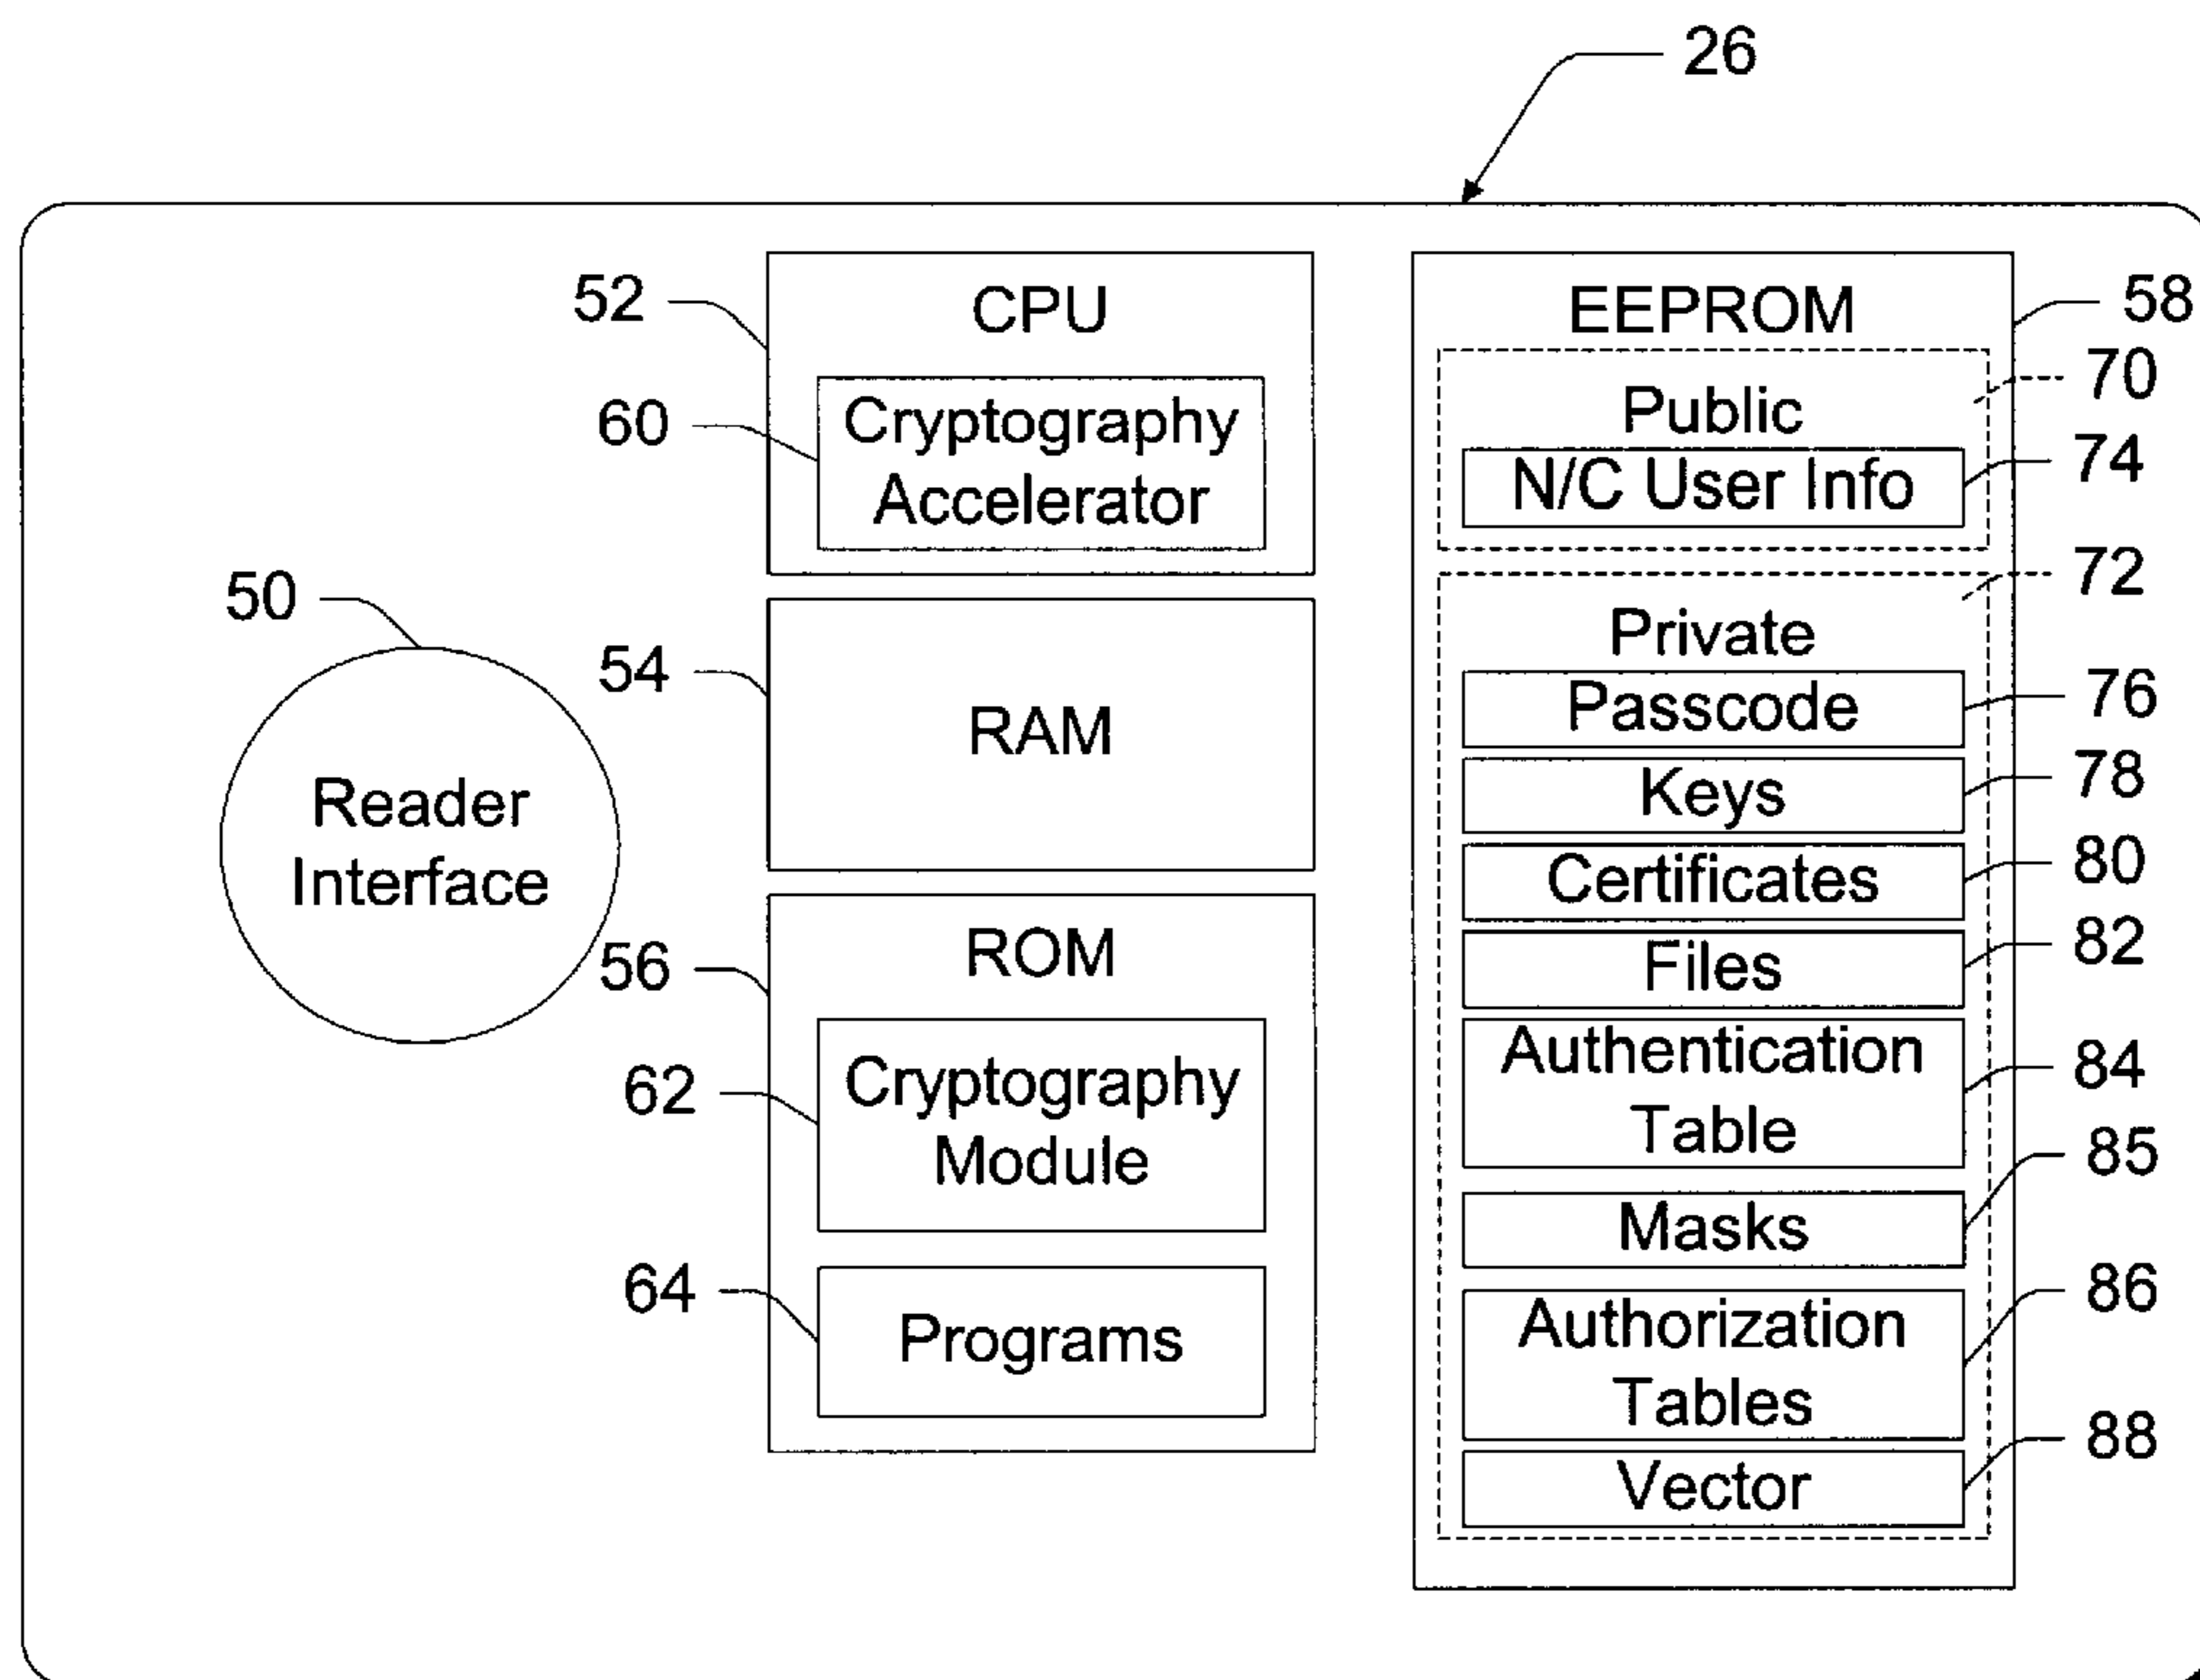 26
52
CPU
60
Cryptography
Accelerator
50
Reader
Interface
54
RAM
56
ROM
62
Cryptography
Module
64
Programs
EEPROM
58
70
Public
74
N/C User Info
72
Private
76
Passcode
78
Keys
80
Certificates
82
Files
84
Authentication
Table
85
Masks
86
Authorization
Tables
88
Vector